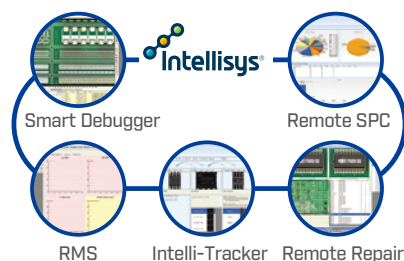 Intellisys®
Smart Debugger
Remote SPC
RMS
Intelli-Tracker
Remote Repair